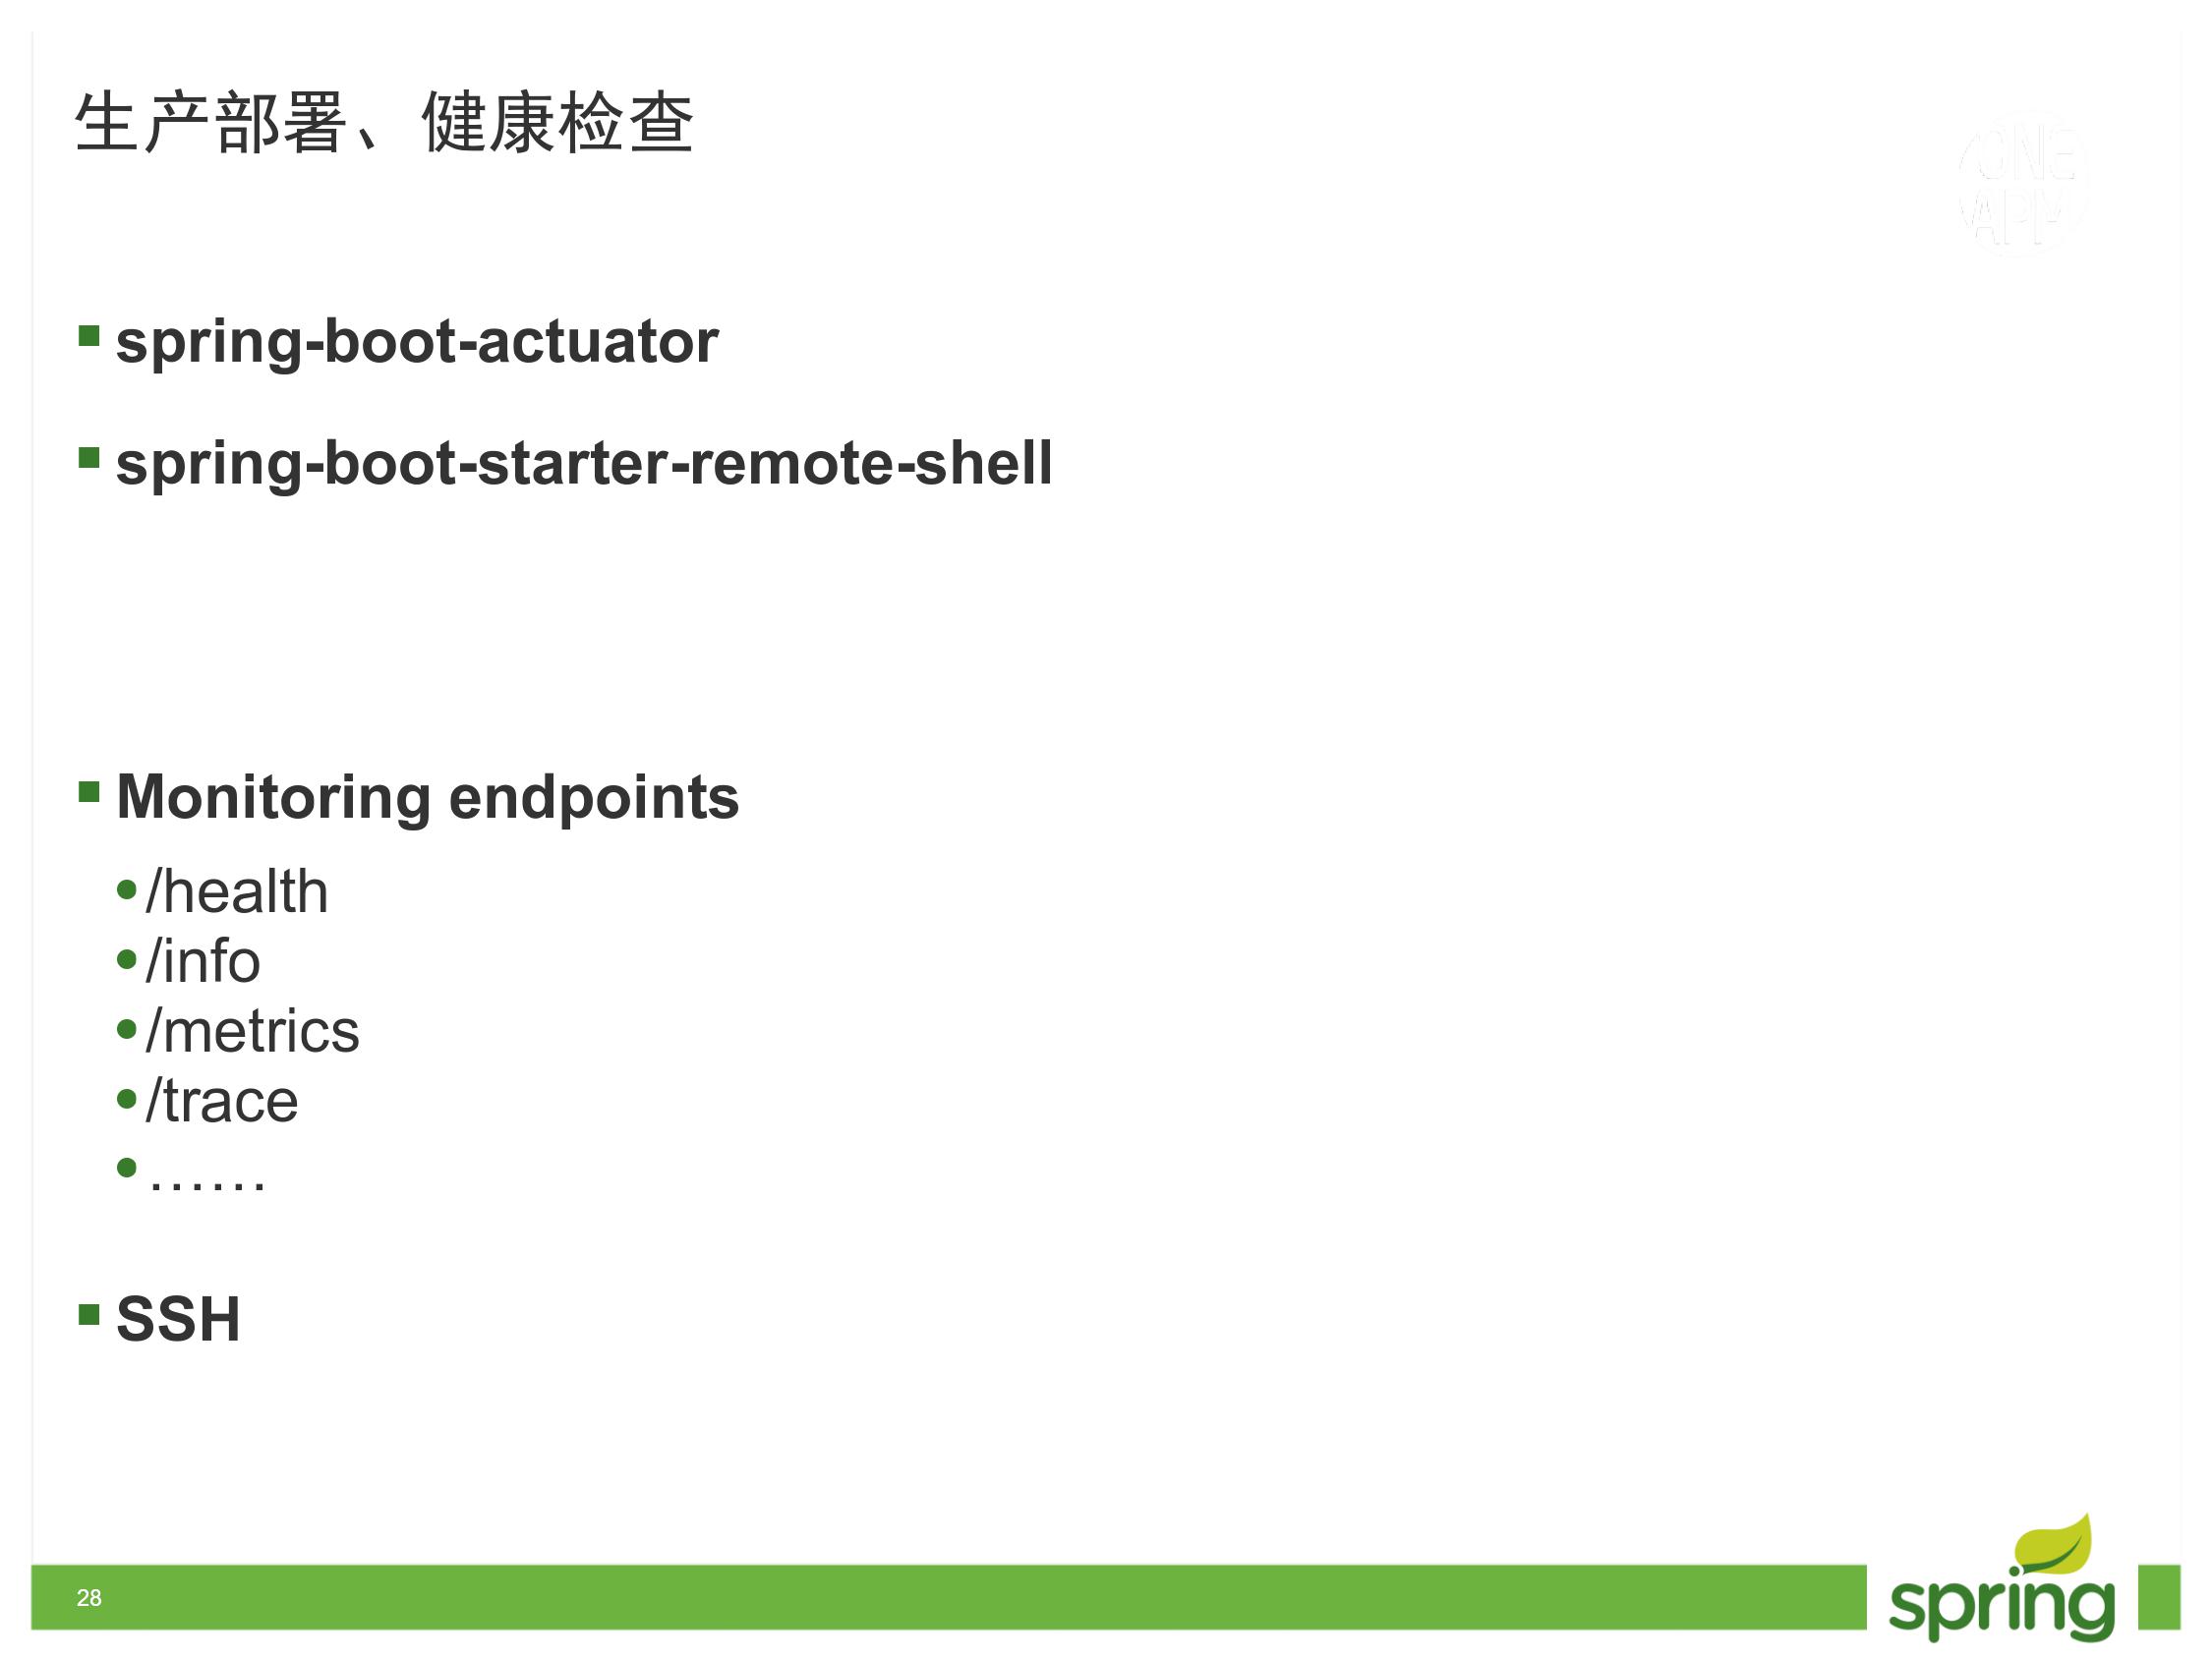 生产部署、健康检查
ONE
APM
spring-boot-actuator
spring-boot-starter-remote-shell
Monitoring endpoints
/health
/info
/metrics
/trace
……
SSH
28
spring